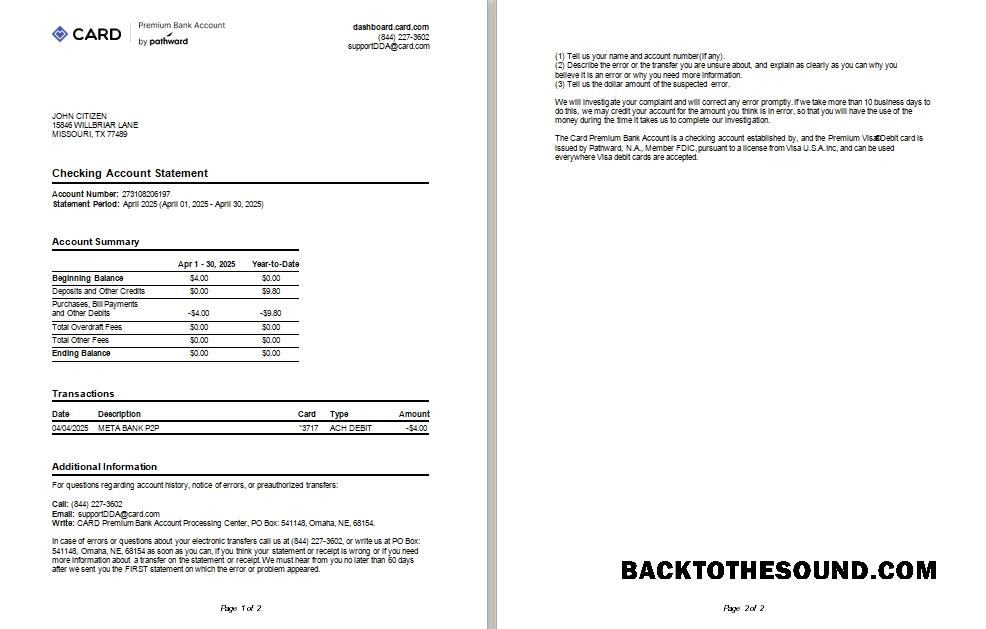 CARD
Premium Bank Account
by pathward
dashboard.card.com
(844) 227-3602
supportDDA@card.com
JOHN CITIZEN
15846 WILLBRIAR LANE
MISSOURI, TX 77489
Checking Account Statement
Account Number: 273108206197
Statement Period: April 2025 (April 01, 2025 - April 30, 2025)
Account Summary
Apr 1 - 30, 2025 Year-to-Date
Beginning Balance $4.00 $0.00
Deposits and Other Credits $0.00 $9.80
Purchases, Bill Payments
and Other Debits -$4.00 -$9.80
Total Overdraft Fees $0.00 $0.00
Total Other Fees $0.00 $0.00
Ending Balance $0.00 $0.00
Transactions
Date Description Card Type Amount
04/04/2025 META BANK P2P *3717 ACH DEBIT -$4.00
Additional Information
For questions regarding account history, notice of errors, or preauthorized transfers:
Call: (844) 227-3602
Email: supportDDA@card.com
Write: CARD Premium Bank Account Processing Center, PO Box: 541148, Omaha, NE, 68154.
In case of errors or questions about your electronic transfers call us at (844) 227-3602, or write us at PO Box:
541148, Omaha, NE, 68154 as soon as you can, if you think your statement or receipt is wrong or if you need
more information about a transfer on the statement or receipt. We must hear from you no later than 60 days
after we sent you the FIRST statement on which the error or problem appeared.
Page 1 of 2
(1) Tell us your name and account number(if any).
(2) Describe the error or the transfer you are unsure about, and explain as clearly as you can why you
believe it is an error or why you need more information.
(3) Tell us the dollar amount of the suspected error.
We will investigate your complaint and will correct any error promptly. If we take more than 10 business days to
do this, we may credit your account for the amount you think is in error, so that you will have the use of the
money during the time it takes us to complete our investigation.
The Card Premium Bank Account is a checking account established by, and the Premium Visa Debit card is
issued by Pathward, N.A., Member FDIC, pursuant to a license from Visa U.S.A. Inc, and can be used
everywhere Visa debit cards are accepted.
BACKTOTHESOUND.COM
Page 2 of 2